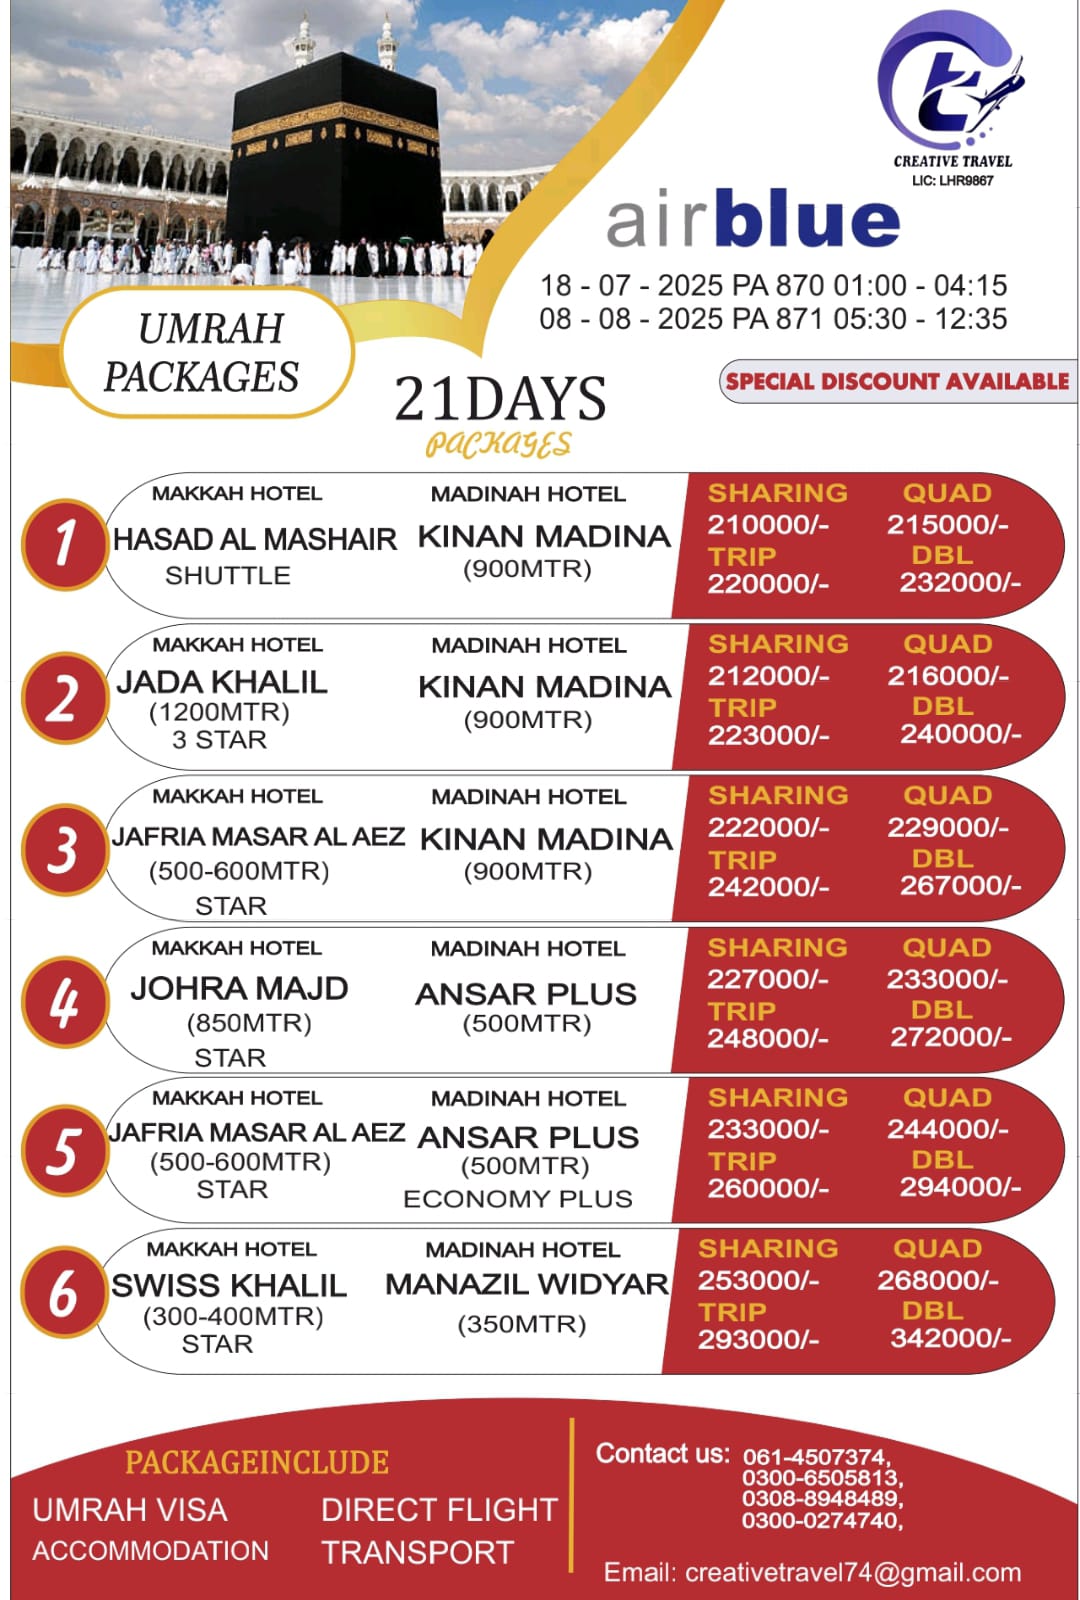 CREATIVE TRAVEL
LIC: LHR9867
airblue
18 - 07 - 2025 PA 870 01:00 - 04:15
08 - 08 - 2025 PA 871 05:30 - 12:35
UMRAH
PACKAGES
21DAYS
PACKAGES
SPECIAL DISCOUNT AVAILABLE
1
MAKKAH HOTEL MADINAH HOTEL SHARING QUAD
HASAD AL MASHAIR KINAN MADINA 210000/- 215000/-
SHUTTLE (900MTR) TRIP DBL
220000/- 232000/-
2
MAKKAH HOTEL MADINAH HOTEL SHARING QUAD
JADA KHALIL KINAN MADINA 212000/- 216000/-
(1200MTR) (900MTR) TRIP DBL
3 STAR 223000/- 240000/-
3
MAKKAH HOTEL MADINAH HOTEL SHARING QUAD
JAFRIA MASAR AL AEZ KINAN MADINA 222000/- 229000/-
(500-600MTR) (900MTR) TRIP DBL
STAR 242000/- 267000/-
4
MAKKAH HOTEL MADINAH HOTEL SHARING QUAD
JOHRA MAJD ANSAR PLUS 227000/- 233000/-
(850MTR) (500MTR) TRIP DBL
STAR 248000/- 272000/-
5
MAKKAH HOTEL MADINAH HOTEL SHARING QUAD
JAFRIA MASAR AL AEZ ANSAR PLUS 233000/- 244000/-
(500-600MTR) (500MTR) TRIP DBL
STAR ECONOMY PLUS 260000/- 294000/-
6
MAKKAH HOTEL MADINAH HOTEL SHARING QUAD
SWISS KHALIL MANAZIL WIDYAR 253000/- 268000/-
(300-400MTR) (350MTR) TRIP DBL
STAR 293000/- 342000/-
PACKAGEINCLUDE
UMRAH VISA DIRECT FLIGHT
ACCOMMODATION TRANSPORT
Contact us: 061-4507374,
0300-6505813,
0308-8948489,
0300-0274740,
Email: creativetravel74@gmail.com